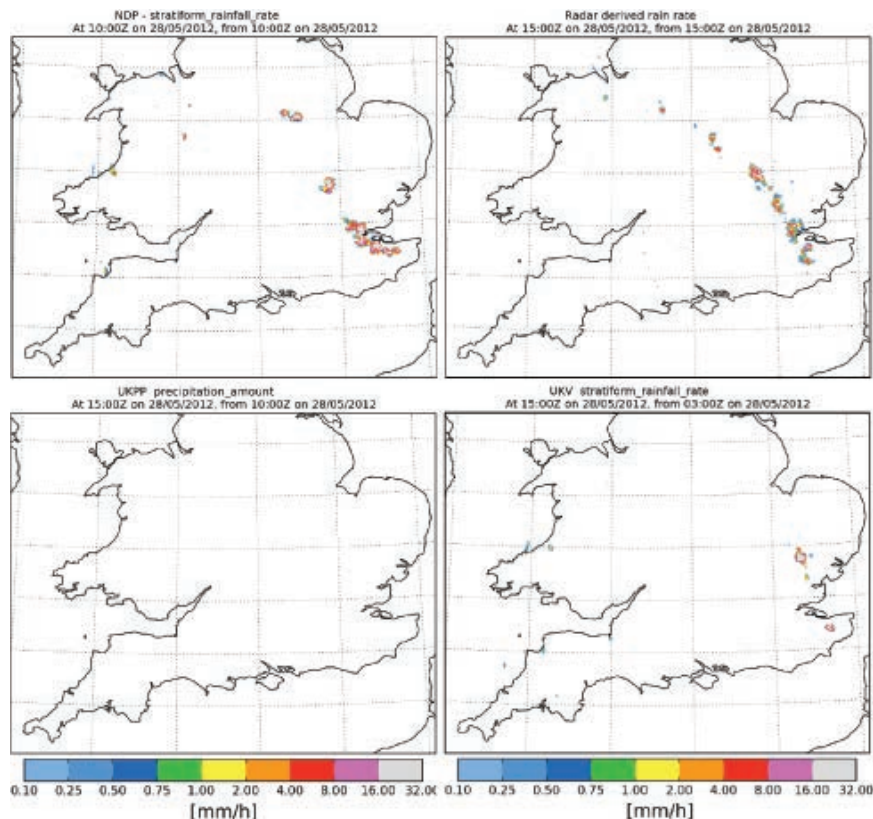 NDP - stratiform_rainfall_rate
At 10:00Z on 28/05/2012, from 10:00Z on 28/05/2012
Radar derived rain rate
At 15:00Z on 28/05/2012, from 15:00Z on 28/05/2012
UKPP precipitation_amount
At 15:00Z on 28/05/2012, from 10:00Z on 28/05/2012
UKV stratiform_rainfall_rate
At 15:00Z on 28/05/2012, from 03:00Z on 28/05/2012
0.10 0.25 0.50 0.75 1.00 2.00 4.00 8.00 16.00 32.00
[mm/h]
0.10 0.25 0.50 0.75 1.00 2.00 4.00 8.00 16.00 32.00
[mm/h]